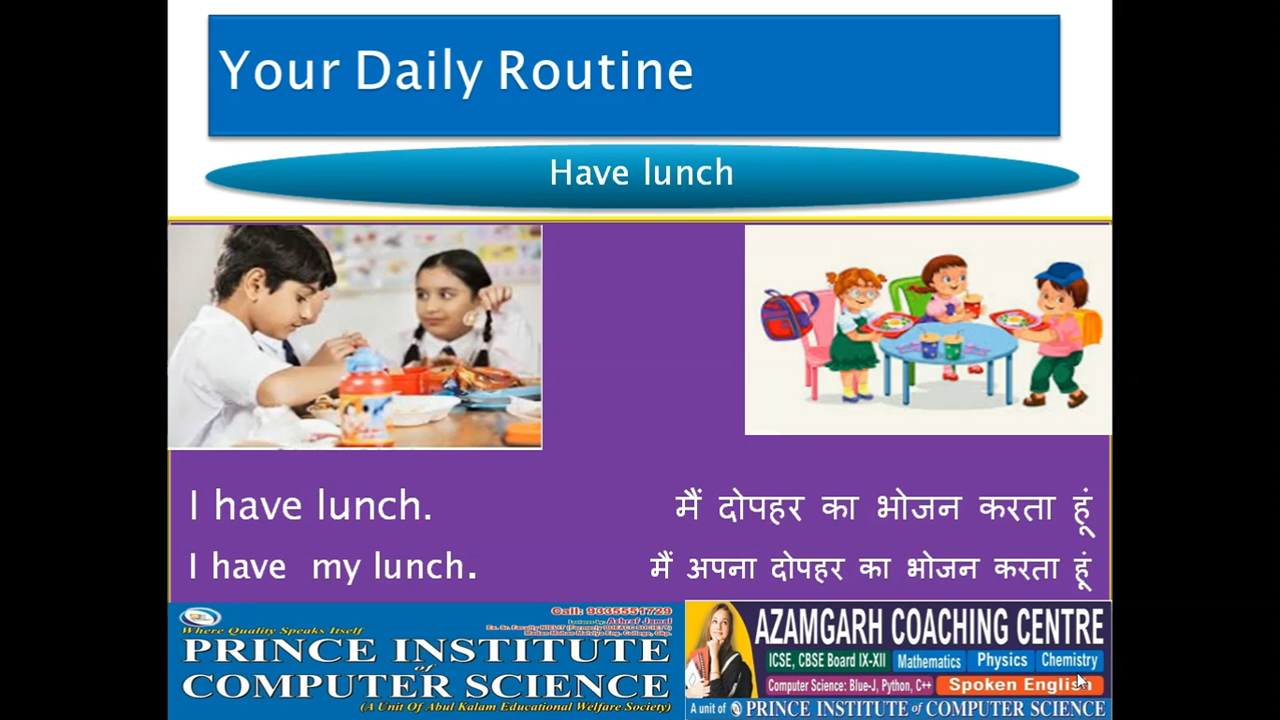 Your Daily Routine
Have lunch
I have lunch.
मैं दोपहर का भोजन करता हूं
I have my lunch.
मैं अपना दोपहर का भोजन करता हूं
Call: 9335551729
Ashraf Jamal
Where Quality Speaks Itself
PRINCE INSTITUTE
of
COMPUTER SCIENCE
(A Unit Of Abul Kalam Educational Welfare Society)
AZAMGARH COACHING CENTRE
ICSE, CBSE Board IX-XII Mathematics Physics Chemistry
Computer Science: Blue-J, Python, C++ Spoken English
A unit of PRINCE INSTITUTE of COMPUTER SCIENCE